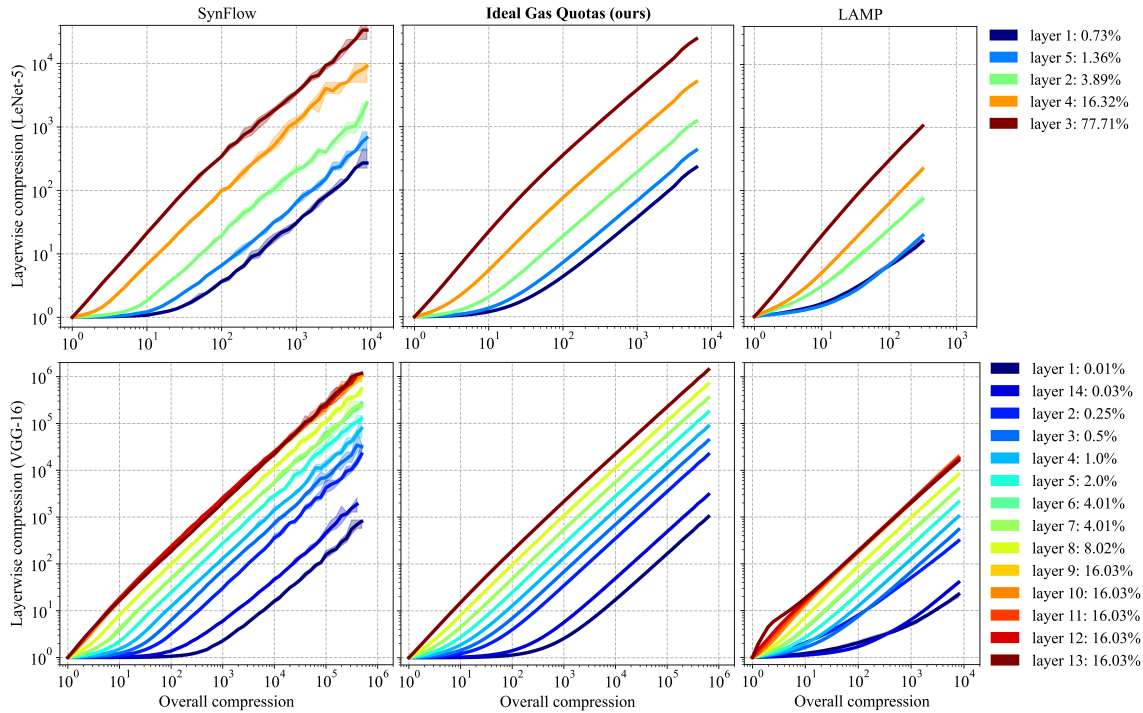 SynFlow
Ideal Gas Quotas (ours)
LAMP
Layerwise compression (LeNet-5)
10⁴
10³
10²
10¹
10⁰
10⁰ 10¹ 10² 10³ 10⁴
10⁰ 10¹ 10² 10³ 10⁴
10⁰ 10¹ 10² 10³
layer 1: 0.73%
layer 5: 1.36%
layer 2: 3.89%
layer 4: 16.32%
layer 3: 77.71%
Layerwise compression (VGG-16)
10⁶
10⁵
10⁴
10³
10²
10¹
10⁰
10⁰ 10¹ 10² 10³ 10⁴ 10⁵ 10⁶
10⁰ 10¹ 10² 10³ 10⁴ 10⁵ 10⁶
10⁰ 10¹ 10² 10³ 10⁴
Overall compression
Overall compression
Overall compression
layer 1: 0.01%
layer 14: 0.03%
layer 2: 0.25%
layer 3: 0.5%
layer 4: 1.0%
layer 5: 2.0%
layer 6: 4.01%
layer 7: 4.01%
layer 8: 8.02%
layer 9: 16.03%
layer 10: 16.03%
layer 11: 16.03%
layer 12: 16.03%
layer 13: 16.03%